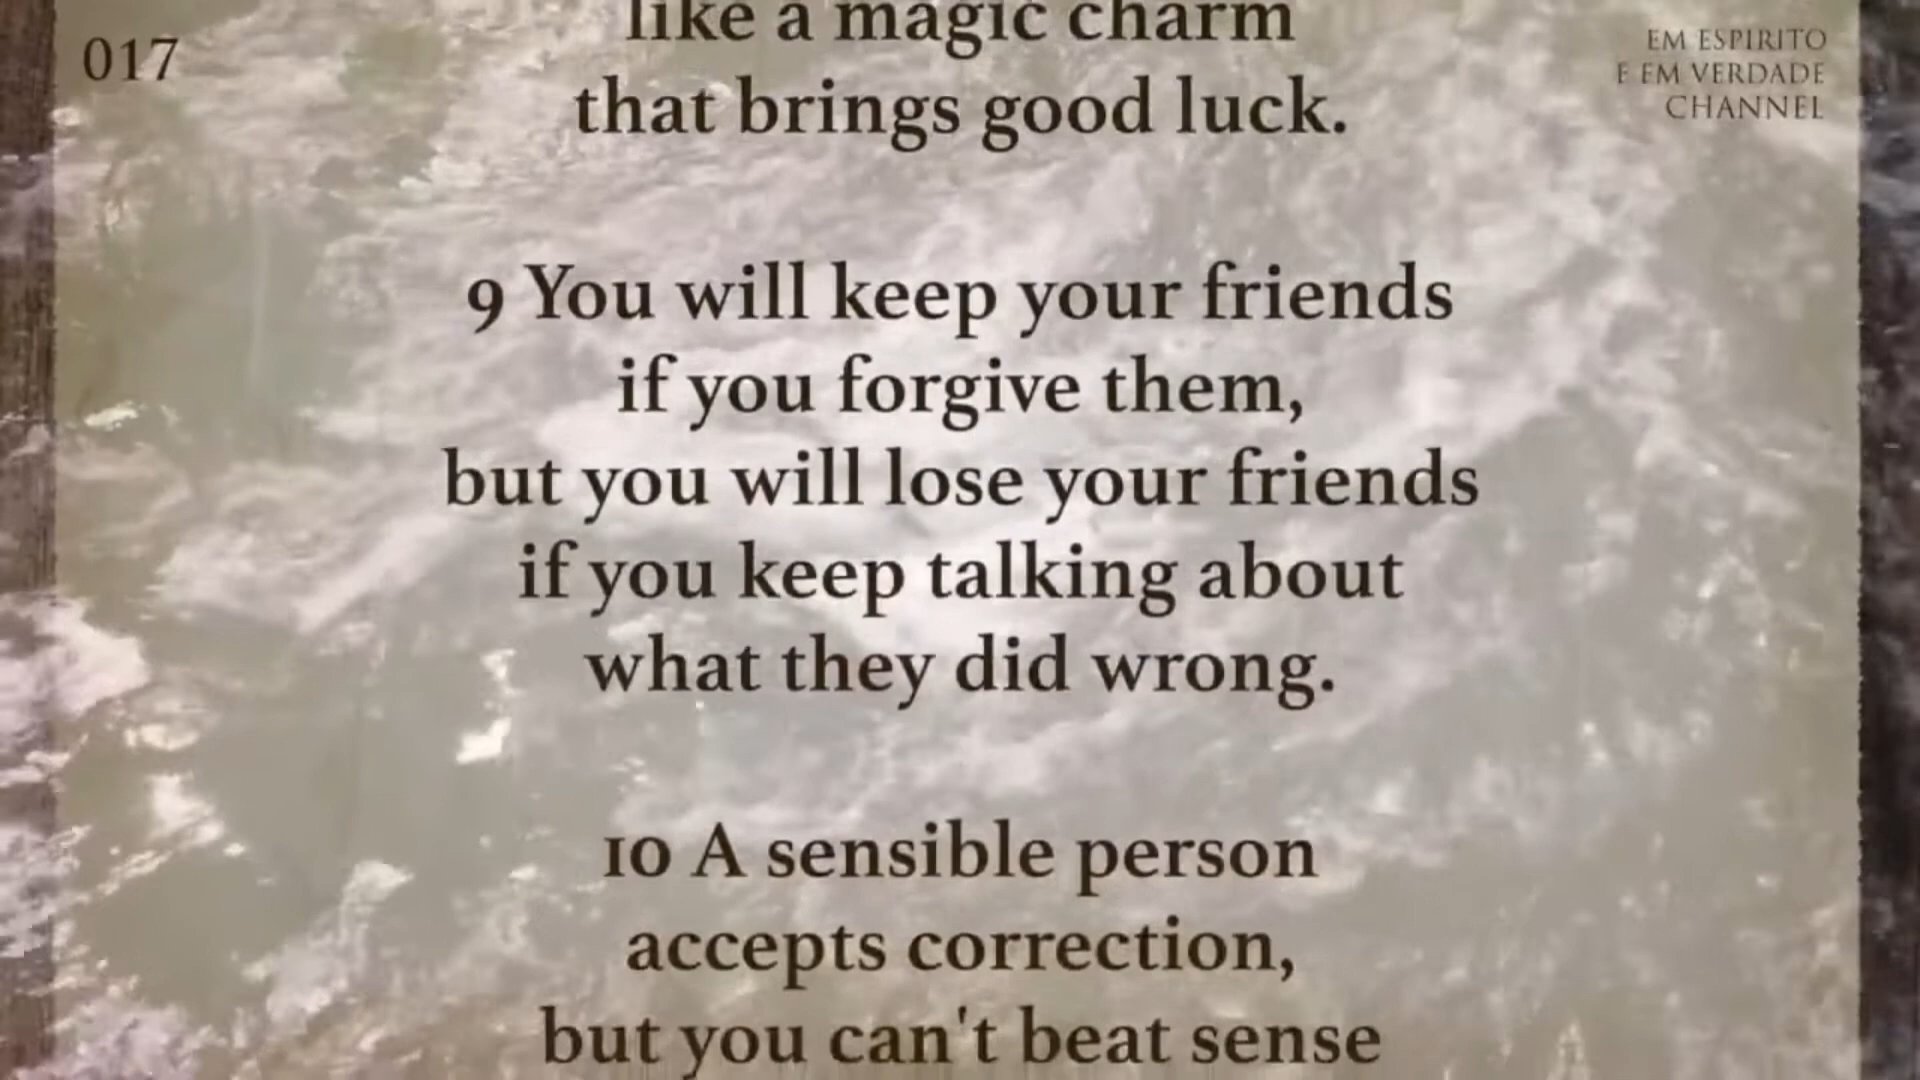 017
EM ESPIRITO
E EM VERDADE
CHANNEL
like a magic charm
that brings good luck.
9 You will keep your friends
if you forgive them,
but you will lose your friends
if you keep talking about
what they did wrong.
10 A sensible person
accepts correction,
but you can't beat sense